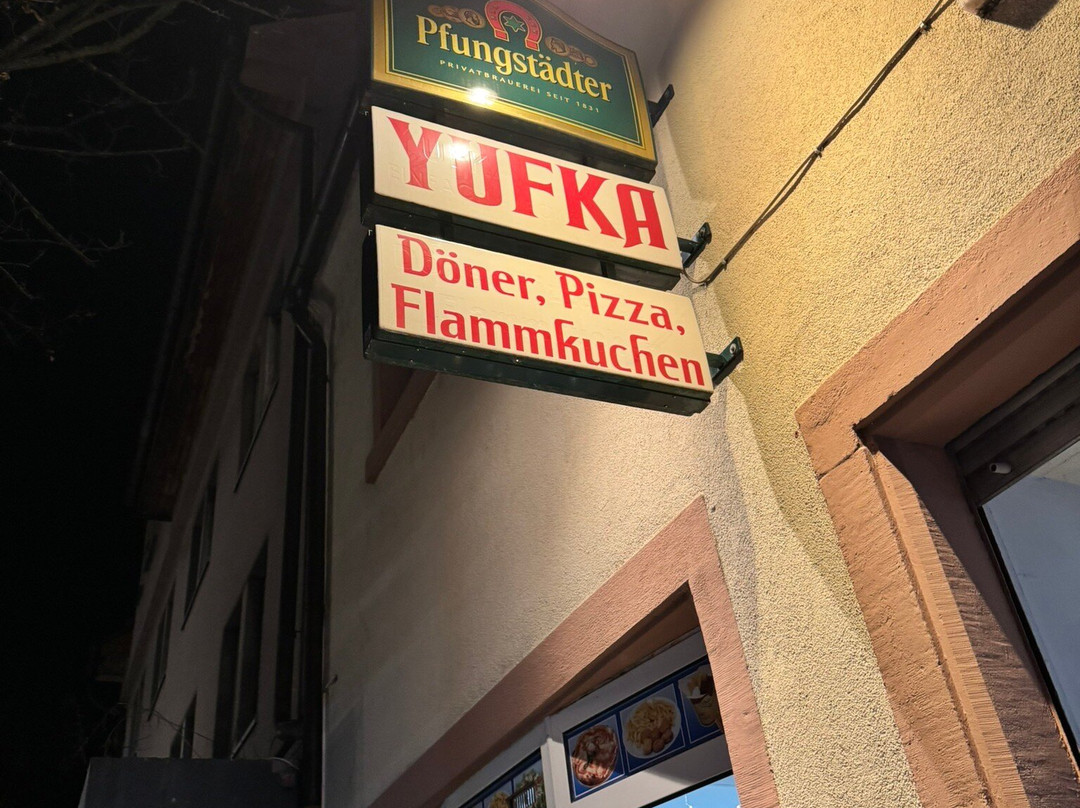 Pfungstädter
PRIVATBRAUEREI SEIT 1831
YUFKA
Döner, Pizza,
Flammkuchen